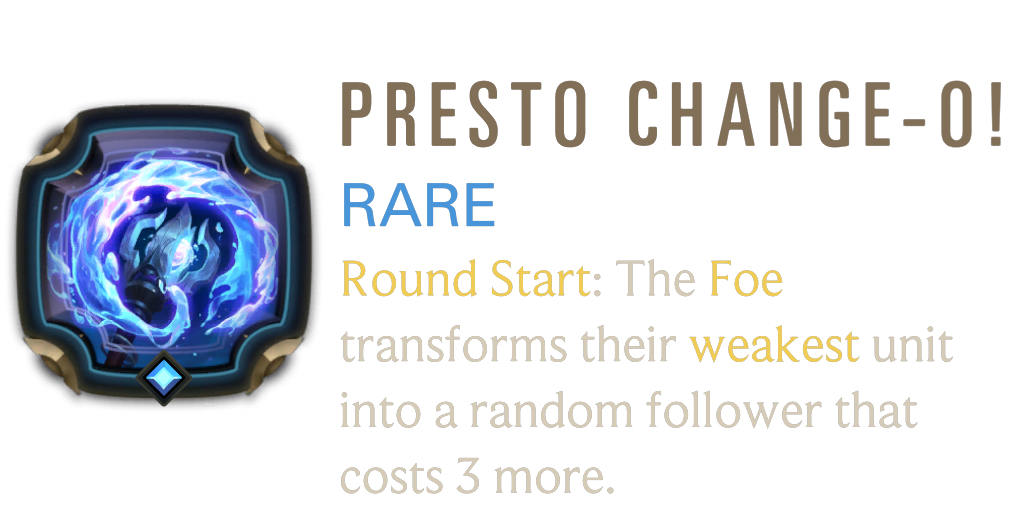 PRESTO CHANGE-O!
RARE
Round Start: The Foe
transforms their weakest unit
into a random follower that
costs 3 more.